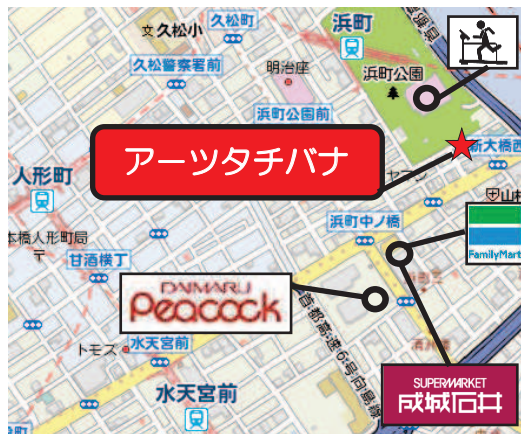 久松町
浜町
文 久松小
久松警察署前
明治座
浜町公園
浜町公園前
アーツタチバナ
新大橋西
人形町
浜町中ノ橋
本橋人形町局
甘酒横丁
FamilyMart
DAIMARU
Peacock
首都高速6号向島線
トモス
水天宮前
水天宮前
SUPERMARKET
成城石井